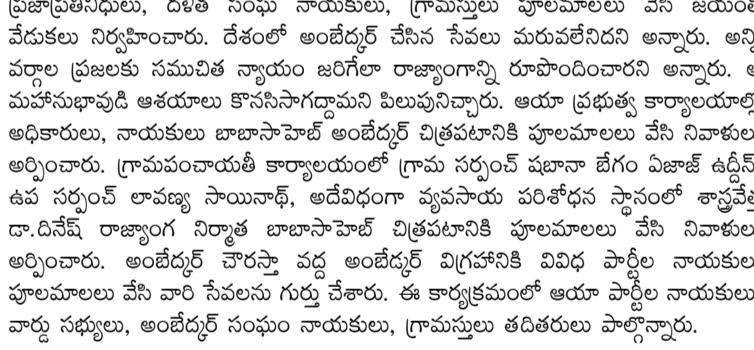 ప్రజాప్రతినిధులు, దళిత సంఘ నాయకులు, గ్రామస్తులు పూలమాలలు వేసి జయంతి
వేడుకలు నిర్వహించారు. దేశంలో అంబేద్కర్ చేసిన సేవలు మరువలేనిదని అన్నారు. అన్ని
వర్గాల ప్రజలకు సముచిత న్యాయం జరిగేలా రాజ్యాంగాన్ని రూపొందించారని అన్నారు.
మహానుభావుడి ఆశయాలు కొనసిసాగద్దామని పిలుపునిచ్చారు. ఆయా ప్రభుత్వ కార్యాలయాల్లో
అధికారులు, నాయకులు బాబాసాహెబ్ అంబేద్కర్ చిత్రపటానికి పూలమాలలు వేసి నివాళుల
అర్పించారు. గ్రామపంచాయతీ కార్యాలయంలో గ్రామ సర్పంచ్ షబానా బేగం ఏజాజ్ ఉద్దీన్
ఉప సర్పంచ్ లావణ్య సాయినాథ్, అదేవిధంగా వ్యవసాయ పరిశోధన స్థానంలో శాస్త్రవేత్త
డా.దినేష్ రాజ్యాంగ నిర్మాత బాబాసాహెబ్ చిత్రపటానికి పూలమాలలు వేసి నివాళుల
అర్పించారు. అంబేద్కర్ చౌరస్తా వద్ద అంబేడ్కర్ విగ్రహానికి వివిధ పార్టీల నాయకుల
పూలమాలలు వేసి వారి సేవలను గుర్తు చేశారు. ఈ కార్యక్రమంలో ఆయా పార్టీల నాయకులు
వార్డు సభ్యులు, అంబేద్కర్ సంఘం నాయకులు, గ్రామస్తులు తదితరులు పాల్గొన్నారు.